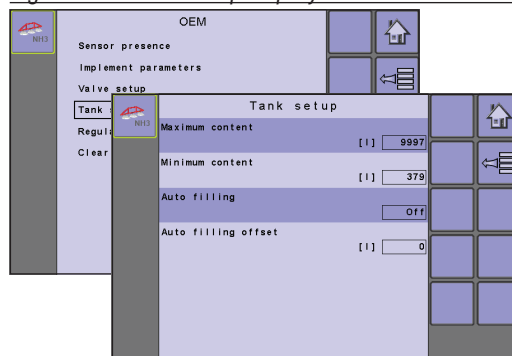 OEM
NH3
Sensor presence
Implement parameters
Valve setup
Tank
Clear
Tank setup
NH3
Maximum content
[l] 9997
Minimum content
[l] 379
Auto filling
Off
Auto filling offset
[l] 0